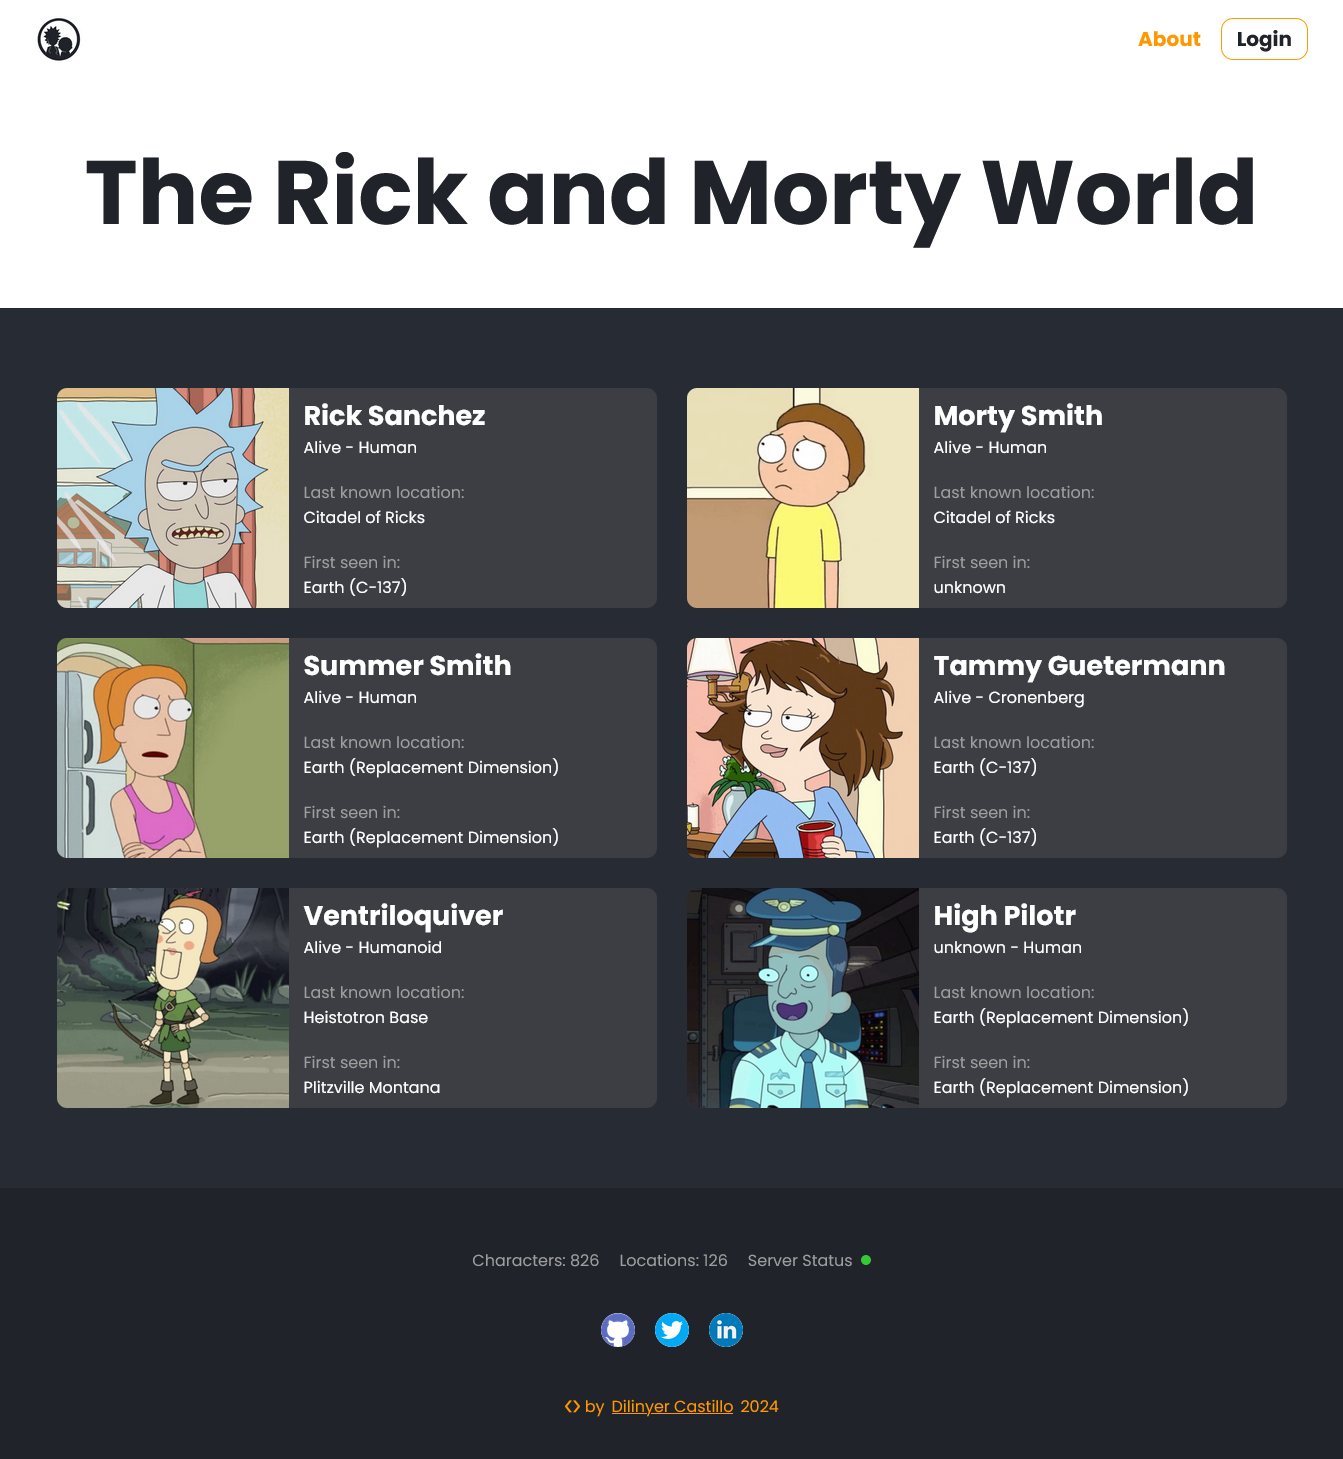 About
Login
The Rick and Morty World
Rick Sanchez
Alive - Human
Last known location:
Citadel of Ricks
First seen in:
Earth (C-137)
Morty Smith
Alive - Human
Last known location:
Citadel of Ricks
First seen in:
unknown
Summer Smith
Alive - Human
Last known location:
Earth (Replacement Dimension)
First seen in:
Earth (Replacement Dimension)
Tammy Guetermann
Alive - Cronenberg
Last known location:
Earth (C-137)
First seen in:
Earth (C-137)
Ventriloquiver
Alive - Humanoid
Last known location:
Heistotron Base
First seen in:
Plitzville Montana
High Pilotr
unknown - Human
Last known location:
Earth (Replacement Dimension)
First seen in:
Earth (Replacement Dimension)
Characters: 826 Locations: 126 Server Status
in
<> by Dilinyer Castillo 2024